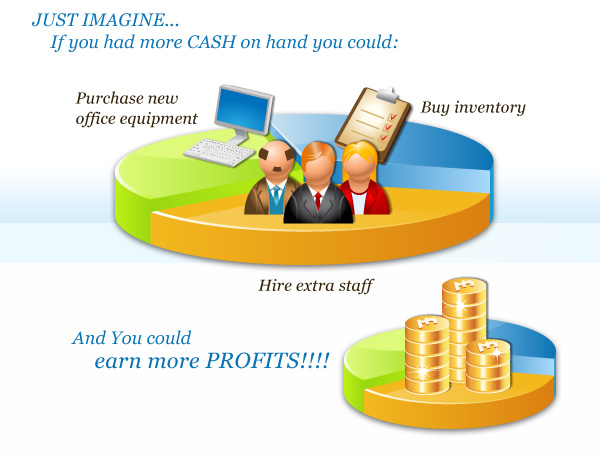 JUST IMAGINE...
If you had more CASH on hand you could:
Purchase new
office equipment
Buy inventory
Hire extra staff
And You could
earn more PROFITS!!!!